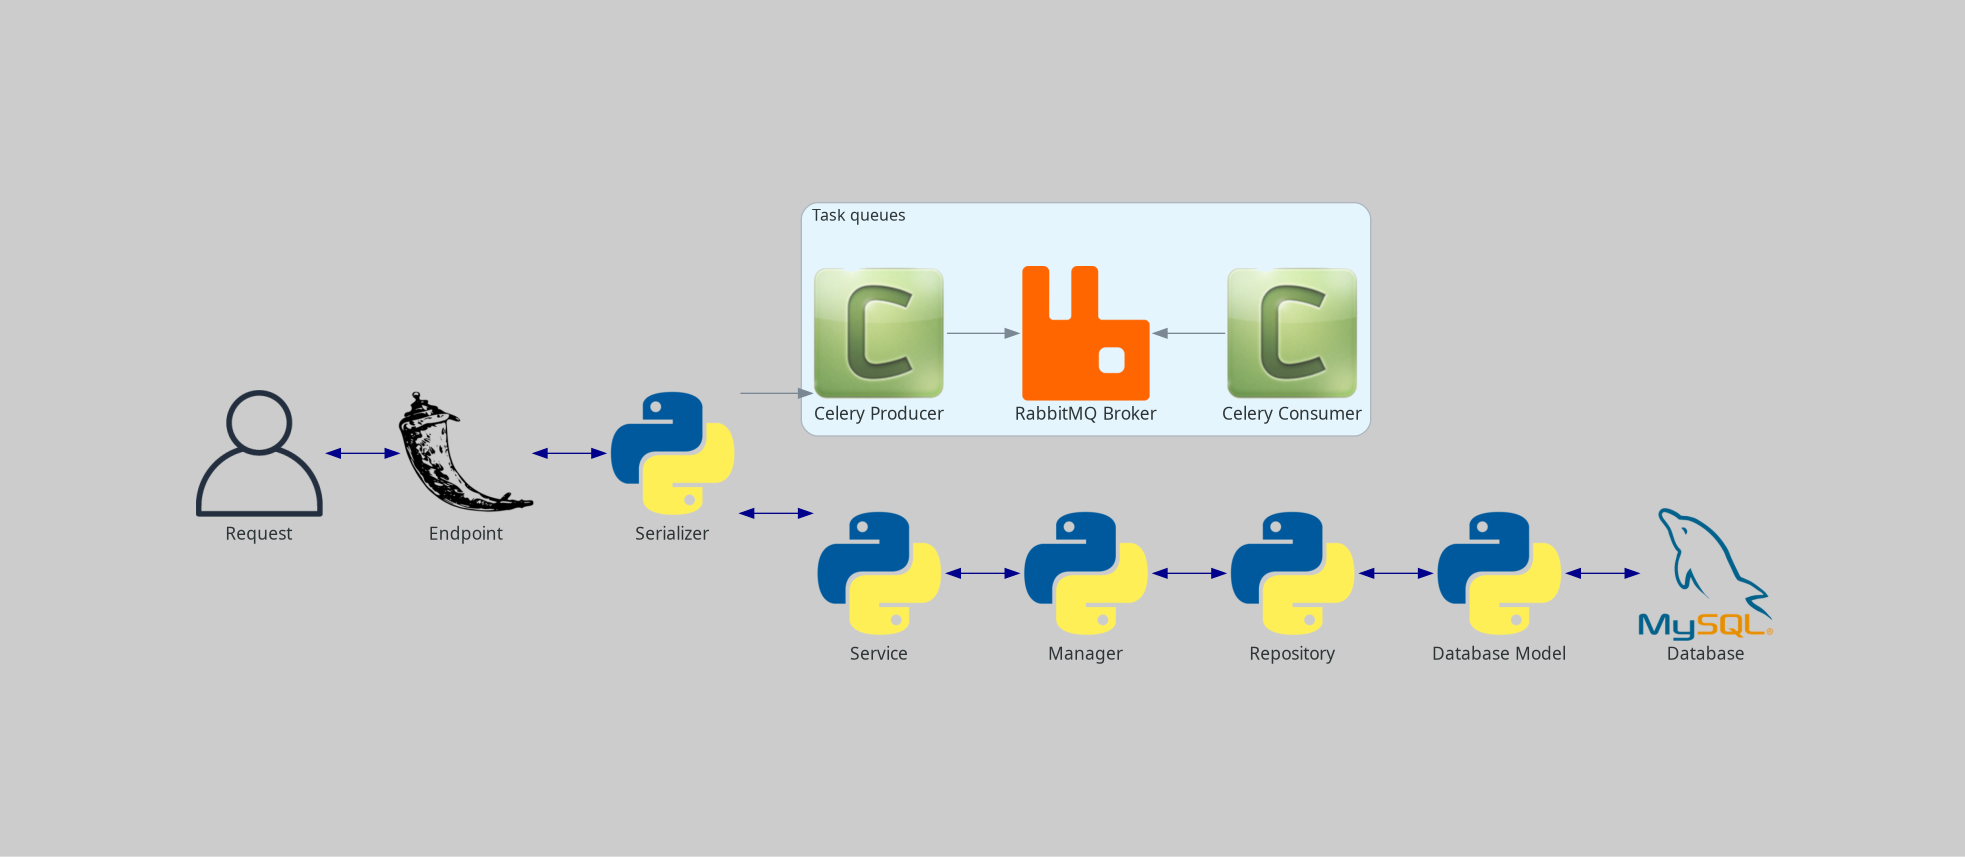 Task queues
Celery Producer
RabbitMQ Broker
Celery Consumer
Request
Endpoint
Serializer
Service
Manager
Repository
Database Model
MySQL®
Database